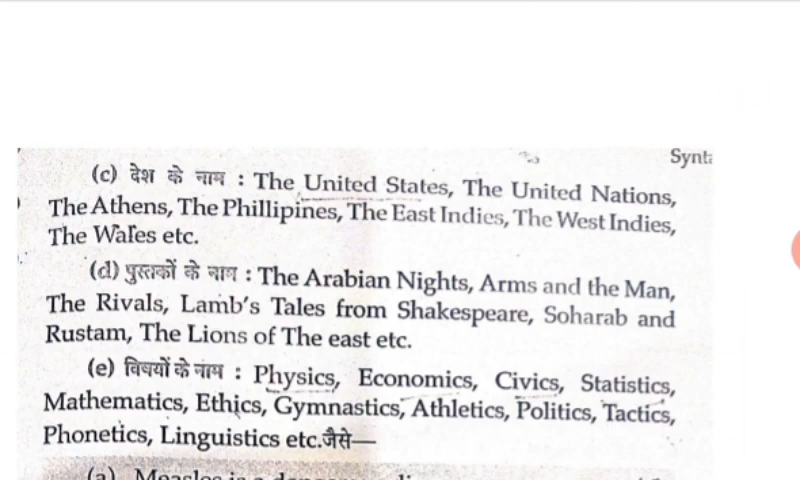 Synta
(c) देश के नाम : The United States, The United Nations,
The Athens, The Phillipines, The East Indies, The West Indies,
The Wales etc.
(d) पुस्तकों के नाम : The Arabian Nights, Arms and the Man,
The Rivals, Lamb's Tales from Shakespeare, Soharab and
Rustam, The Lions of The east etc.
(e) विषयों के नाम : Physics, Economics, Civics, Statistics,
Mathematics, Ethics, Gymnastics, Athletics, Politics, Tactics,
Phonetics, Linguistics etc.जैसे—
(a) Measles is a